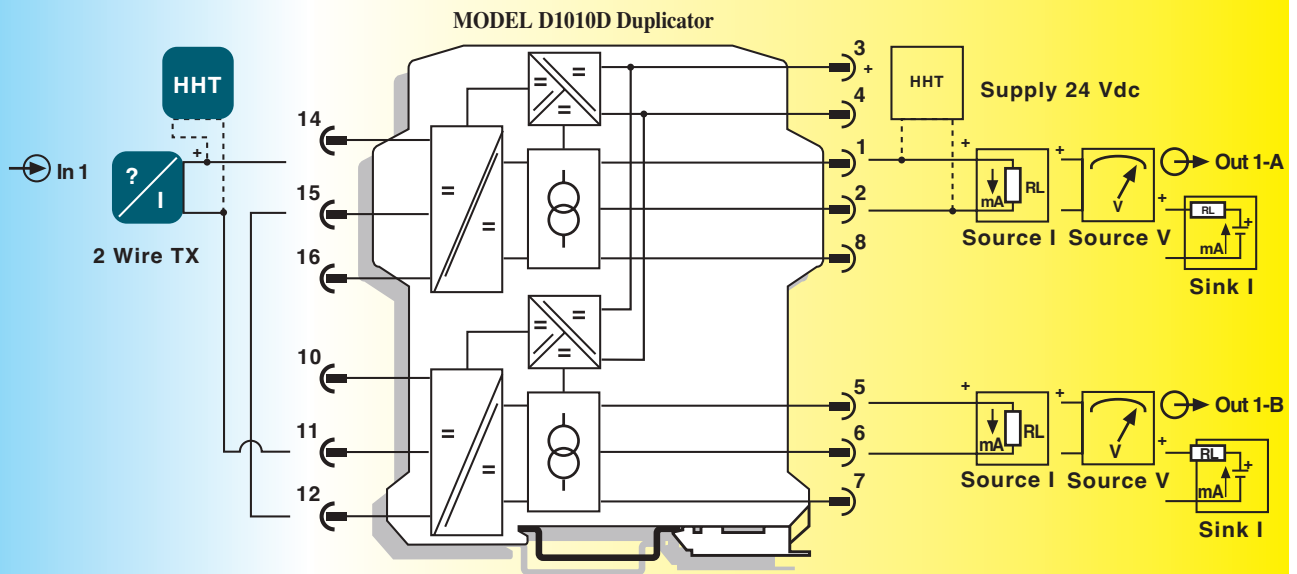 MODEL D1010D Duplicator
HHT
14
+
In 1
?
I
15
2 Wire TX
16
10
11
12
= = =
= =
= = =
= =
3
+
4
1
2
8
5
6
7
HHT
Supply 24 Vdc
+
mA
RL
Source I
+
V
Source V
Out 1-A
+
RL
+
mA
Sink I
+
mA
RL
Source I
+
V
Source V
Out 1-B
+
RL
+
mA
Sink I